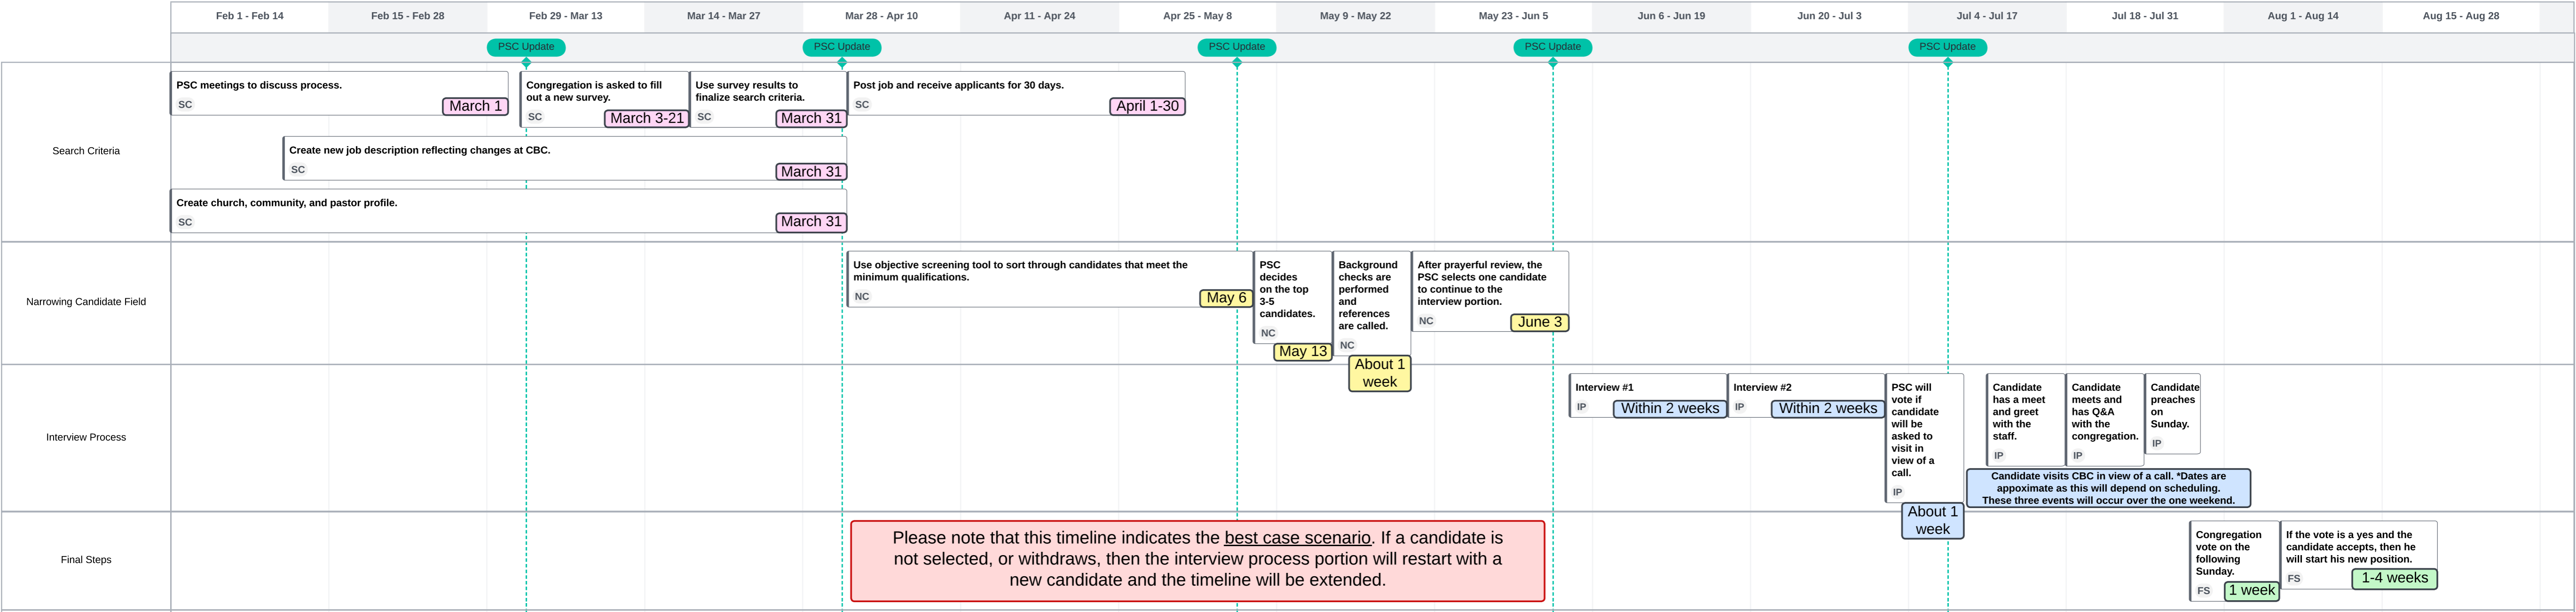 Feb 1 - Feb 14
Feb 15 - Feb 28
Feb 29 - Mar 13
Mar 14 - Mar 27
Mar 28 - Apr 10
Apr 11 - Apr 24
Apr 25 - May 8
May 9 - May 22
May 23 - Jun 5
Jun 6 - Jun 19
Jun 20 - Jul 3
Jul 4 - Jul 17
Jul 18 - Jul 31
Aug 1 - Aug 14
Aug 15 - Aug 28
PSC Update
PSC Update
PSC Update
PSC Update
PSC Update
Search Criteria
PSC meetings to discuss process.
SC
March 1
Congregation is asked to fill
out a new survey.
SC
March 3-21
Use survey results to
finalize search criteria.
SC
March 31
Post job and receive applicants for 30 days.
SC
April 1-30
Create new job description reflecting changes at CBC.
SC
March 31
Create church, community, and pastor profile.
SC
March 31
Narrowing Candidate Field
Use objective screening tool to sort through candidates that meet the
minimum qualifications.
NC
May 6
PSC
decides
on the top
3-5
candidates.
NC
May 13
Background
checks are
performed
and
references
are called.
NC
About 1
week
After prayerful review, the
PSC selects one candidate
to continue to the
interview portion.
NC
June 3
Interview Process
Interview #1
IP
Within 2 weeks
Interview #2
IP
Within 2 weeks
PSC will
vote if
candidate
will be
asked to
visit in
view of a
call.
IP
About 1
week
Candidate
has a meet
and greet
with the
staff.
IP
Candidate
meets and
has Q&A
with the
congregation.
IP
Candidate
preaches
on
Sunday.
IP
Candidate visits CBC in view of a call. *Dates are
appoximate as this will depend on scheduling.
These three events will occur over the one weekend.
Final Steps
Please note that this timeline indicates the best case scenario. If a candidate is
not selected, or withdraws, then the interview process portion will restart with a
new candidate and the timeline will be extended.
Congregation
vote on the
following
Sunday.
FS
1 week
If the vote is a yes and the
candidate accepts, then he
will start his new position.
FS
1-4 weeks